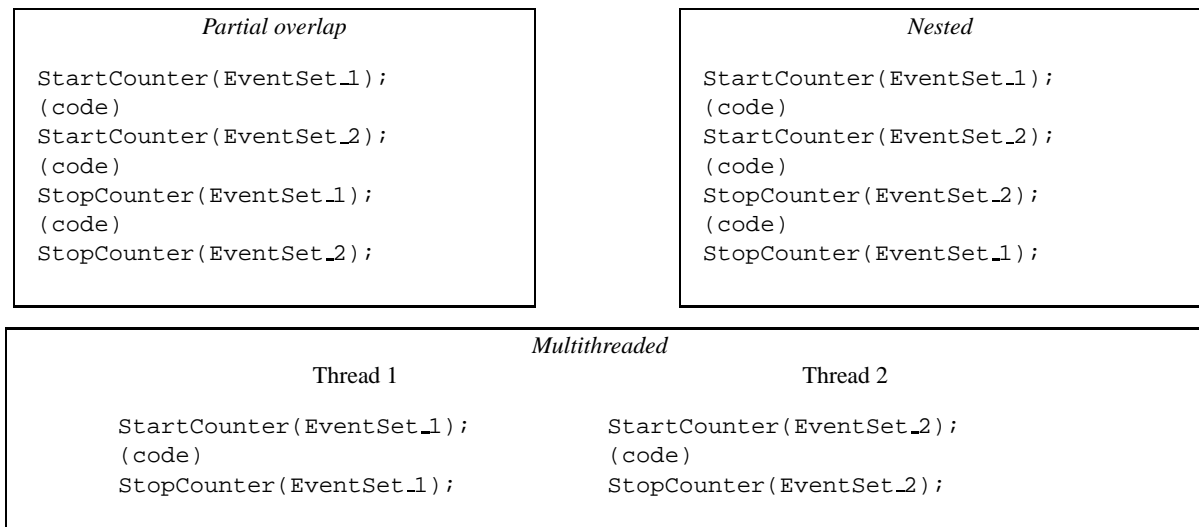 Partial overlap
StartCounter(EventSet_1);
(code)
StartCounter(EventSet_2);
(code)
StopCounter(EventSet_1);
(code)
StopCounter(EventSet_2);
Nested
StartCounter(EventSet_1);
(code)
StartCounter(EventSet_2);
(code)
StopCounter(EventSet_2);
(code)
StopCounter(EventSet_1);
Multithreaded
Thread 1
StartCounter(EventSet_1);
(code)
StopCounter(EventSet_1);
Thread 2
StartCounter(EventSet_2);
(code)
StopCounter(EventSet_2);